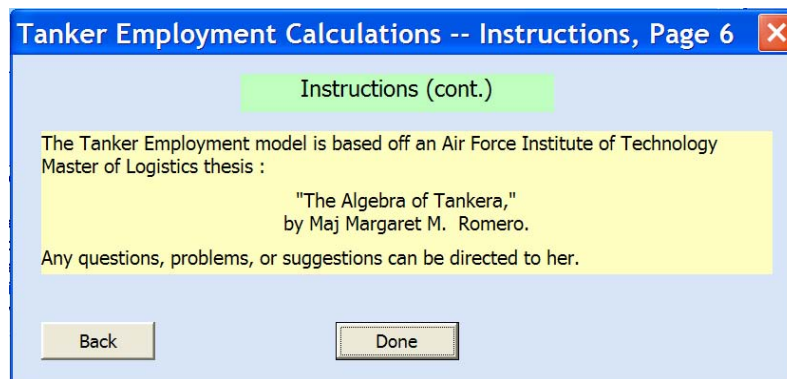 Tanker Employment Calculations -- Instructions, Page 6
Instructions (cont.)
The Tanker Employment model is based off an Air Force Institute of Technology
Master of Logistics thesis :
"The Algebra of Tankera,"
by Maj Margaret M. Romero.
Any questions, problems, or suggestions can be directed to her.
Back
Done